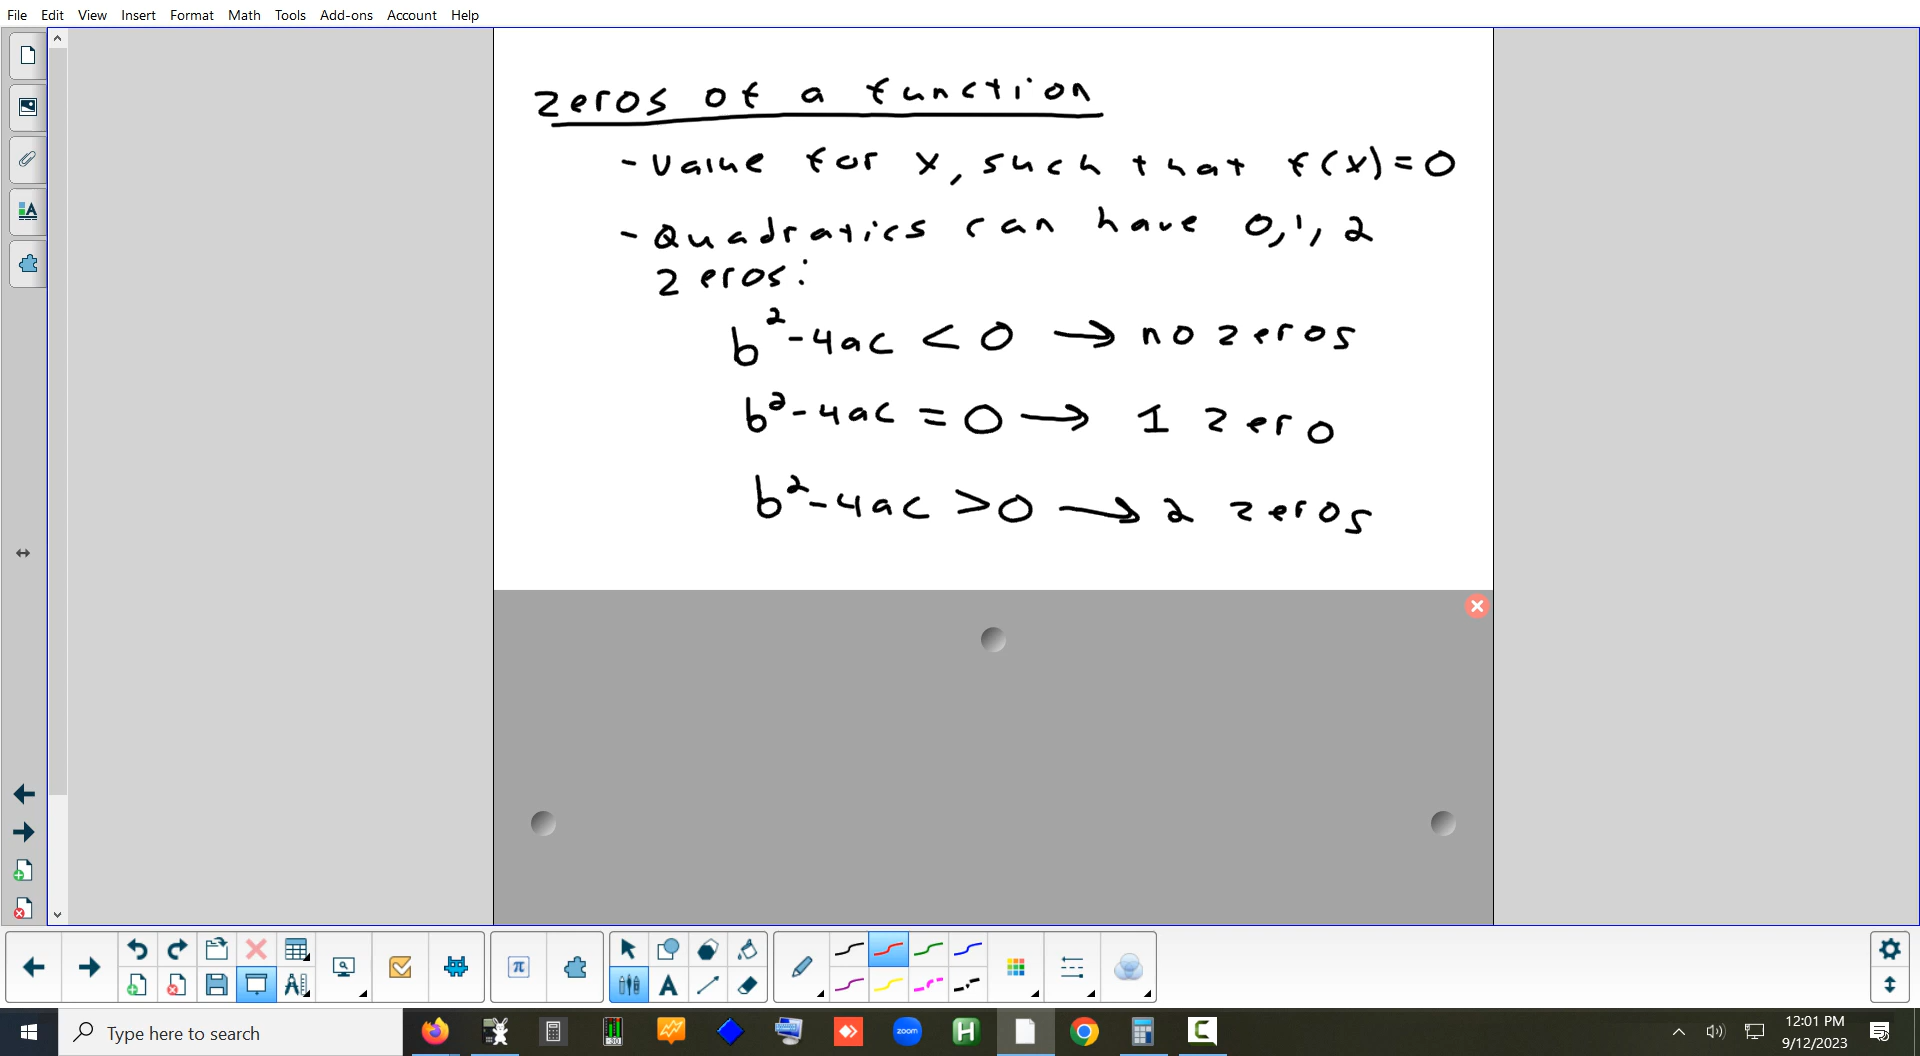 File Edit View Insert Format Math Tools Add-ons Account Help
zeros of a function
- Value for x, such that f(x)=0
- Quadratics can have 0,1,2
zeros:
b²-4ac < 0 → no zeros
b²-4ac = 0 → 1 zero
b²-4ac > 0 → 2 zeros
Type here to search
zoom
12:01 PM
9/12/2023